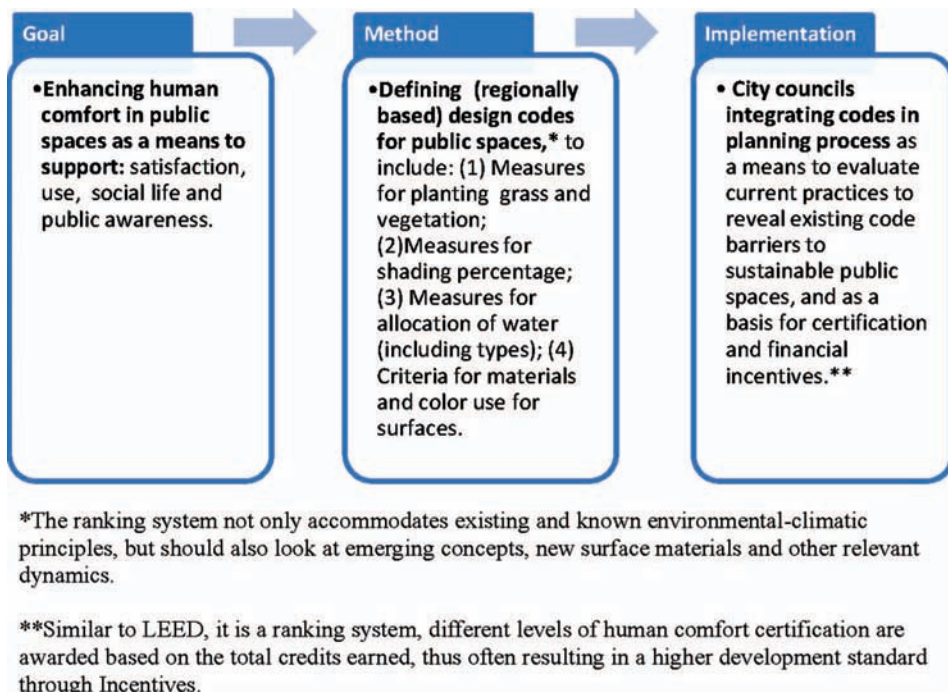 Goal
•Enhancing human
comfort in public
spaces as a means to
support: satisfaction,
use, social life and
public awareness.
Method
•Defining (regionally
based) design codes
for public spaces,* to
include: (1) Measures
for planting grass and
vegetation;
(2)Measures for
shading percentage;
(3) Measures for
allocation of water
(including types); (4)
Criteria for materials
and color use for
surfaces.
Implementation
• City councils
integrating codes in
planning process as
a means to evaluate
current practices to
reveal existing code
barriers to
sustainable public
spaces, and as a
basis for certification
and financial
incentives.**
*The ranking system not only accommodates existing and known environmental-climatic
principles, but should also look at emerging concepts, new surface materials and other relevant
dynamics.
**Similar to LEED, it is a ranking system, different levels of human comfort certification are
awarded based on the total credits earned, thus often resulting in a higher development standard
through Incentives.